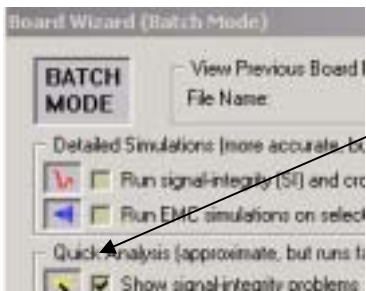 Board Wizard (Batch Mode)
BATCH
MODE
View Previous Board
File Name:
Detailed Simulations (more accurate, bu
Run signal-integrity (SI) and cro
Run EMC simulations on select
Quick Analysis (approximate, but runs fa
Show signal-integrity problems